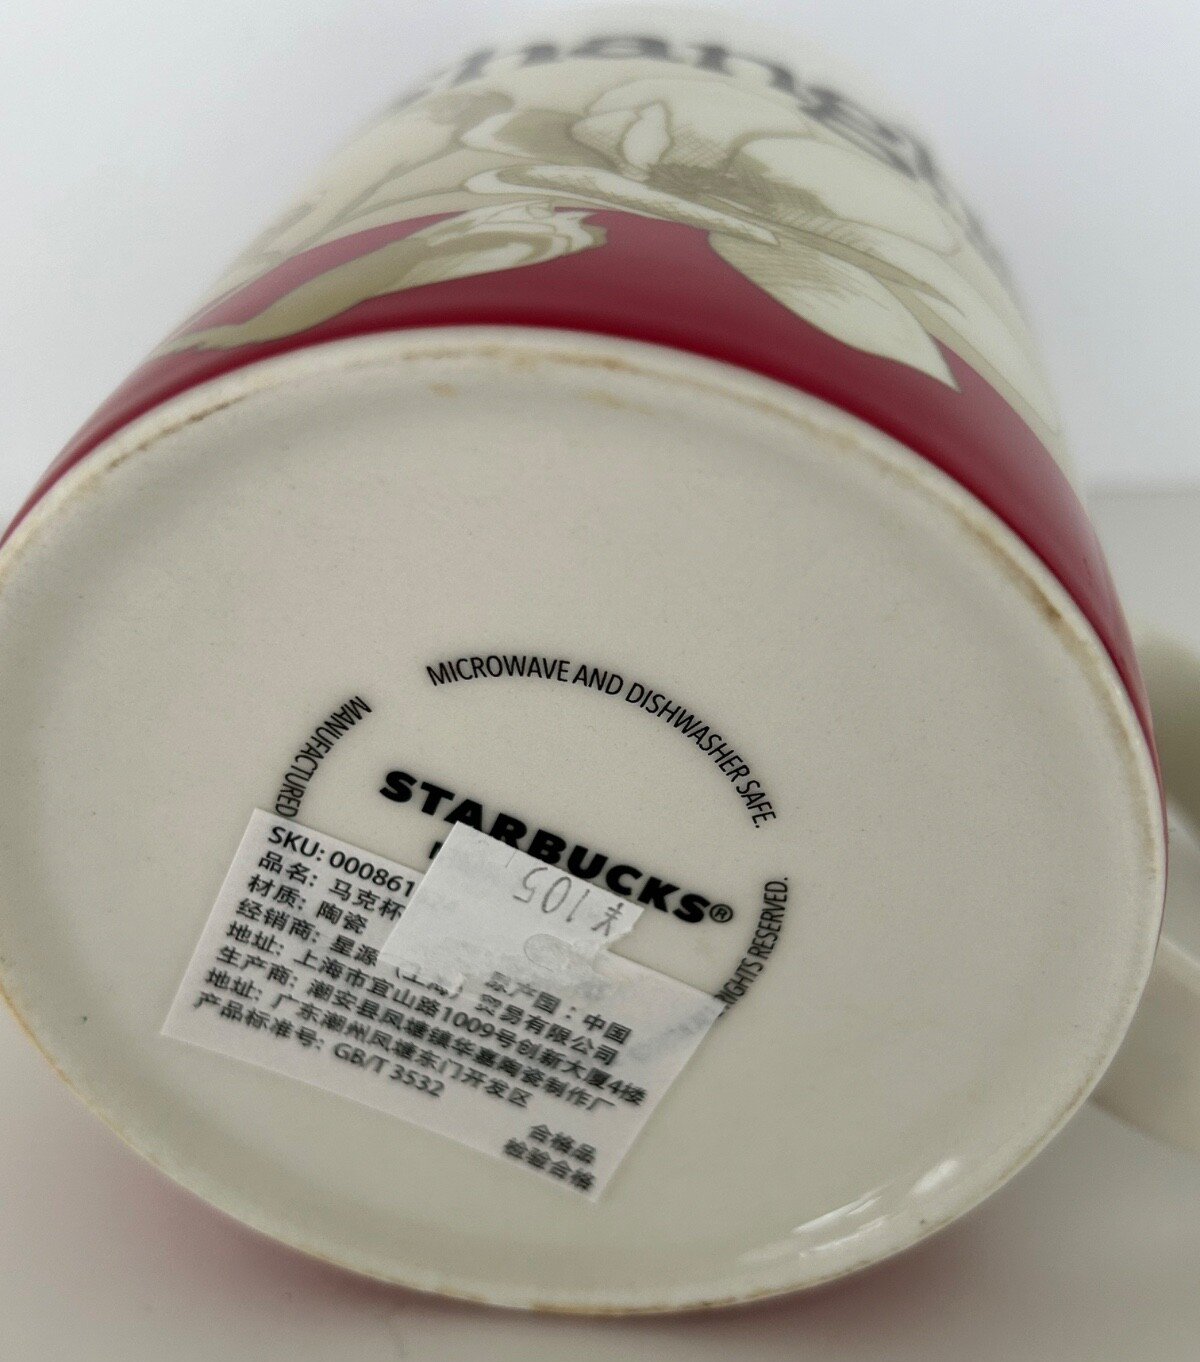 MICROWAVE AND DISHWASHER SAFE.
MANUFACTURED
STARBUCKS®
RIGHTS RESERVED.
¥ 105
SKU: 000861
品名: 马克杯
材质: 陶瓷 原产国: 中国
经销商: 星源（上海）贸易有限公司
地址: 上海市宜山路1009号创新大厦4楼
生产商: 潮安县凤塘镇华嘉陶瓷制作厂
地址: 广东潮州凤塘东门开发区
产品标准号: GB/T 3532
合格品
检验合格